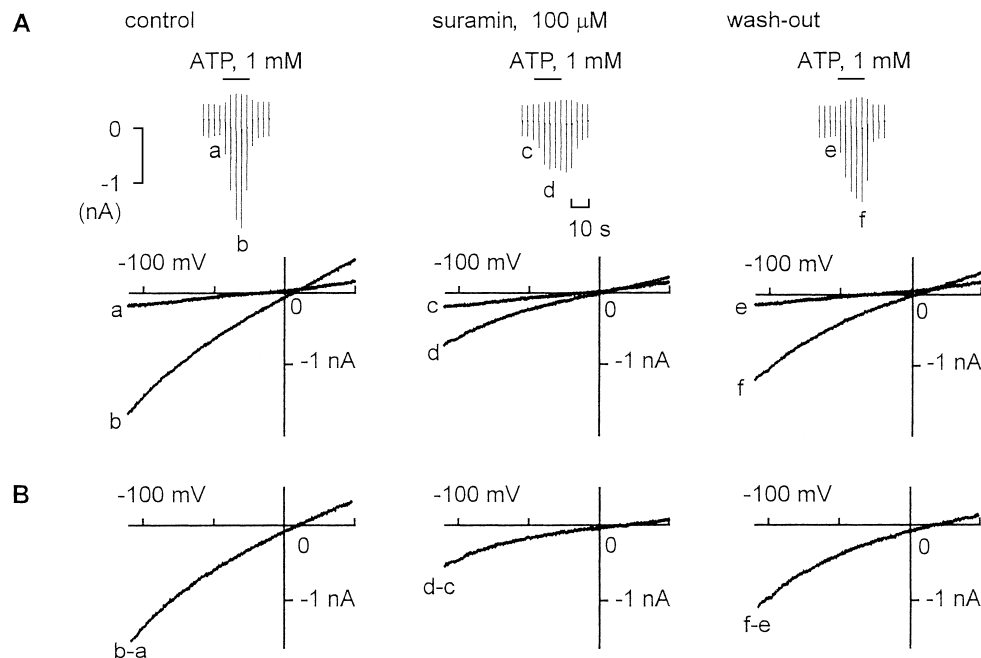 A
control
suramin, 100 μM
wash-out
ATP, 1 mM
ATP, 1 mM
ATP, 1 mM
0
-1
(nA)
a
b
c
d
10 s
e
f
-100 mV
0
a
-1 nA
b
-100 mV
0
c
d
-1 nA
-100 mV
0
e
-1 nA
f
B
-100 mV
0
-1 nA
b-a
-100 mV
0
d-c
-1 nA
-100 mV
0
-1 nA
f-e